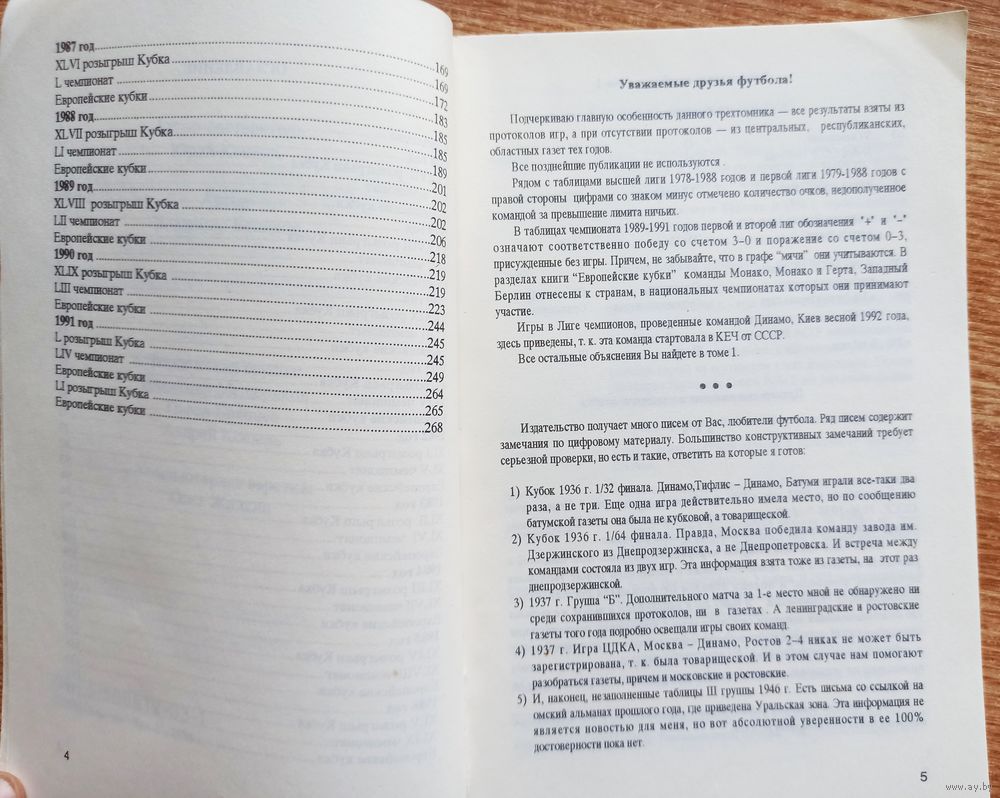 1987 год........169
XLVI розыгрыш Кубка........169
L чемпионат........172
Европейские кубки........183
1988 год........185
XLVII розыгрыш Кубка........185
LI чемпионат........189
Европейские кубки........201
1989 год........202
XLVIII розыгрыш Кубка........202
LII чемпионат........206
Европейские кубки........218
1990 год........219
XLIX розыгрыш Кубка........219
LIII чемпионат........223
Европейские кубки........244
1991 год........245
L розыгрыш Кубка........245
LIV чемпионат........249
Европейские кубки........264
LI розыгрыш Кубка........265
Европейские кубки........268
4
Уважаемые друзья футбола!
Подчеркиваю главную особенность данного трехтомника — все результаты взяты из
протоколов игр, а при отсутствии протоколов — из центральных, республиканских,
областных газет тех годов.
Все позднейшие публикации не используются .
Рядом с таблицами высшей лиги 1978-1988 годов и первой лиги 1979-1988 годов с
правой стороны цифрами со знаком минус отмечено количество очков, недополученное
командой за превышение лимита ничьих.
В таблицах чемпионата 1989-1991 годов первой и второй лиг обозначения "+" и "–"
означают соответственно победу со счетом 3–0 и поражение со счетом 0–3,
присужденные без игры. Причем, не забывайте, что в графе “мячи” они учитываются. В
разделах книги “Европейские кубки” команды Монако, Монако и Герта, Западный
Берлин отнесены к странам, в национальных чемпионатах которых они принимают
участие.
Игры в Лиге чемпионов, проведенные командой Динамо, Киев весной 1992 года,
здесь приведены, т. к. эта команда стартовала в КЕЧ от СССР.
Все остальные объяснения Вы найдете в томе 1.
● ● ●
Издательство получает много писем от Вас, любители футбола. Ряд писем содержит
замечания по цифровому материалу. Большинство конструктивных замечаний требует
серьезной проверки, но есть и такие, ответить на которые я готов:
1) Кубок 1936 г. 1/32 финала. Динамо,Тифлис – Динамо, Батуми играли все-таки два
раза, а не три. Еще одна игра действительно имела место, но по сообщению
батумской газеты она была не кубковой, а товарищеской.
2) Кубок 1936 г. 1/64 финала. Правда, Москва победила команду завода им.
Дзержинского из Днепродзержинска, а не Днепропетровска. И встреча между
командами состояла из двух игр. Эта информация взята тоже из газеты, на этот раз
днепродзержинской.
3) 1937 г. Группа “Б”. Дополнительного матча за 1-е место мной не обнаружено ни
среди сохранившихся протоколов, ни в газетах . А ленинградские и ростовские
газеты того года подробно освещали игры своих команд.
4) 1937 г. Игра ЦДКА, Москва – Динамо, Ростов 2–4 никак не может быть
зарегистрирована, т. к. была товарищеской. И в этом случае нам помогают
разобраться газеты, причем и московские и ростовские.
5) И, наконец, незаполненные таблицы III группы 1946 г. Есть письма со ссылкой на
омский альманах прошлого года, где приведена Уральская зона. Эта информация не
является новостью для меня, но вот абсолютной уверенности в ее 100%
достоверности пока нет.
5
www.ay.by